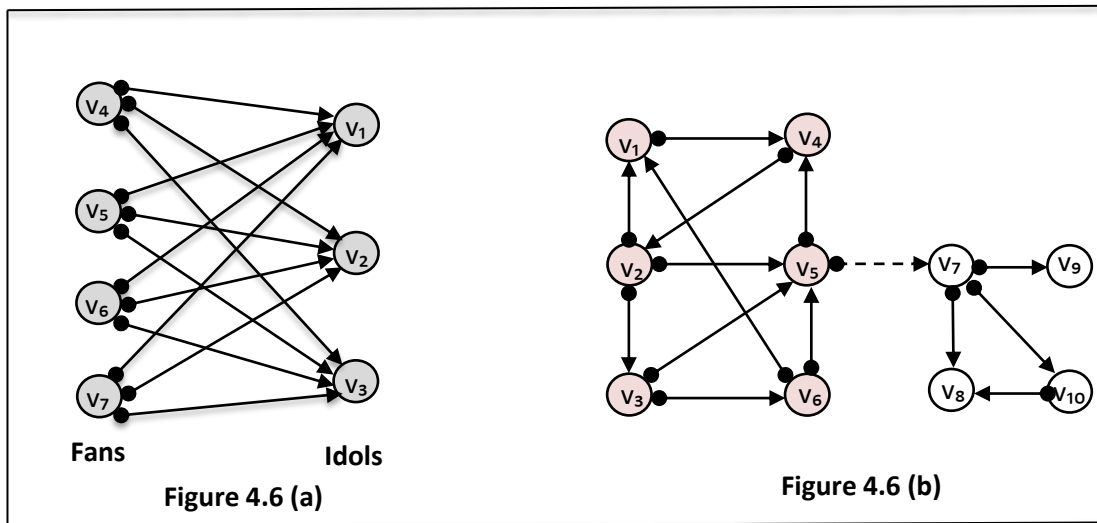 V4
V1
V5
V2
V6
V3
V7
Fans
Idols
Figure 4.6 (a)
V1
V4
V2
V5
V7
V9
V3
V6
V8
V10
Figure 4.6 (b)